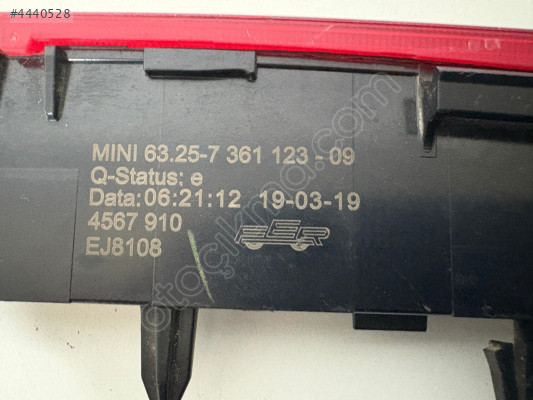 #4440528
MINI 63.25-7 361 123 - 09
Q-Status: e
Data: 06:21:12 19-03-19
4567 910
FER
EJ8108
otoçıkma.com